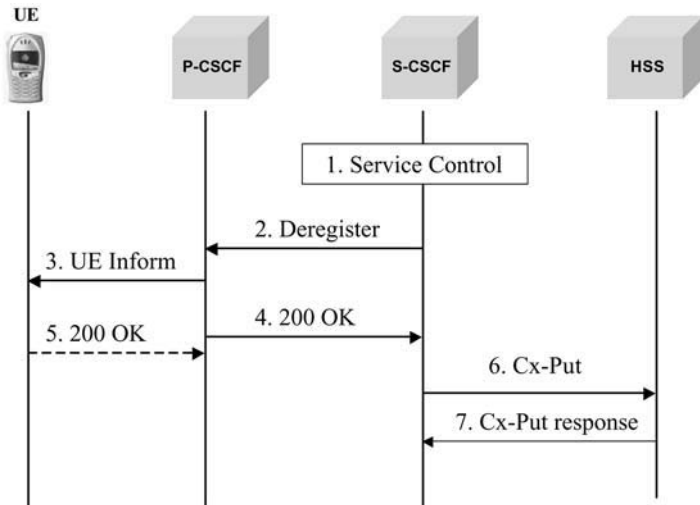 UE
P-CSCF
S-CSCF
HSS
1. Service Control
2. Deregister
3. UE Inform
4. 200 OK
5. 200 OK
6. Cx-Put
7. Cx-Put response